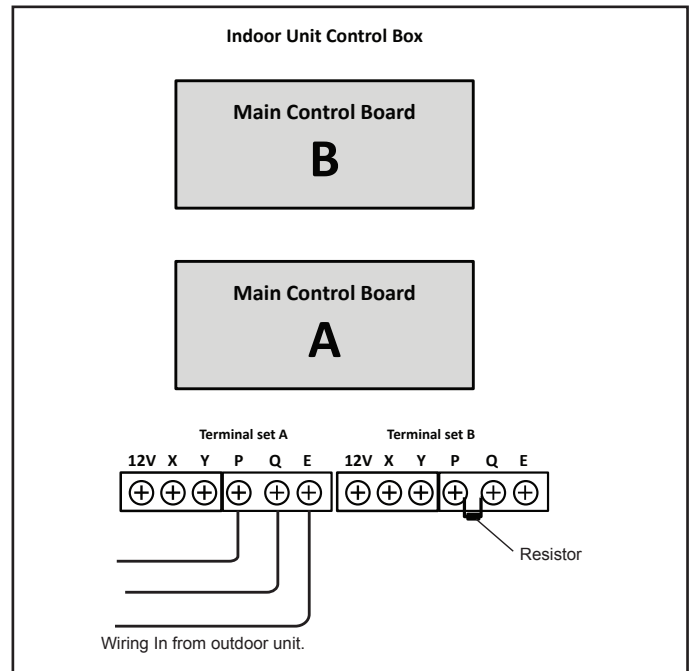 Indoor Unit Control Box
Main Control Board
B
Main Control Board
A
Terminal set A Terminal set B
12V X Y P Q E 12V X Y P Q E
Resistor
Wiring In from outdoor unit.